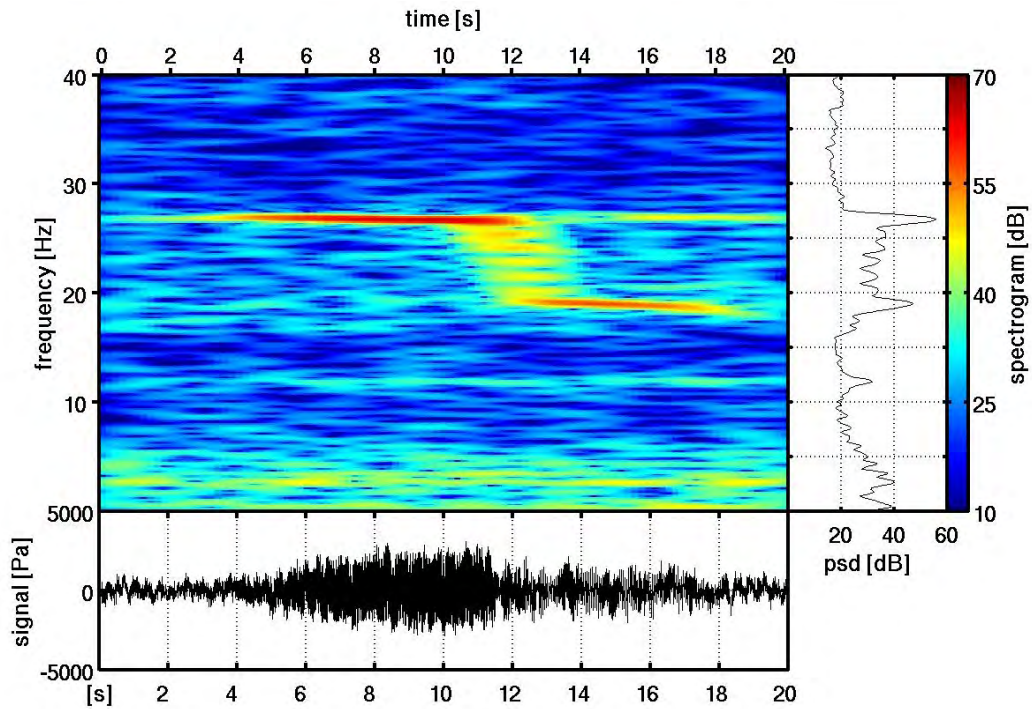 time [s]
0 2 4 6 8 10 12 14 16 18 20
40
30
20
10
frequency [Hz]
70
55
40
25
10
spectrogram [dB]
20 40 60
psd [dB]
5000
0
-5000
signal [Pa]
[s] 2 4 6 8 10 12 14 16 18 20